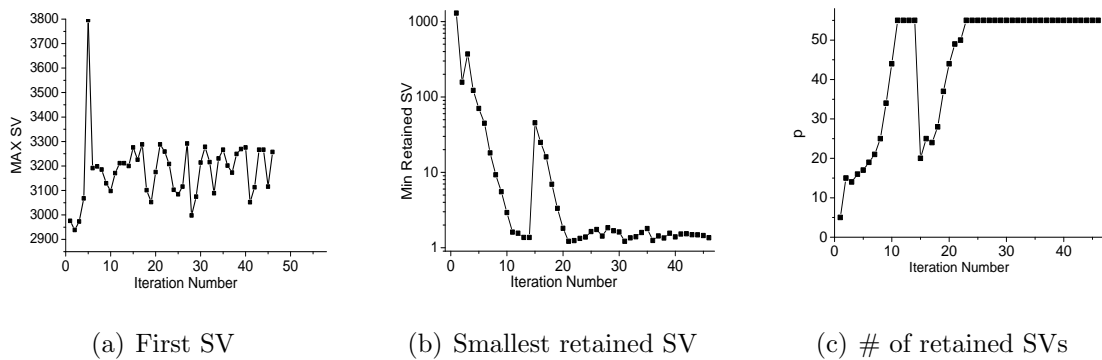 3800
3700
3600
3500
3400
3300
3200
3100
3000
2900
MAX SV
0 10 20 30 40 50
Iteration Number
(a) First SV
1000
100
10
1
Min Retained SV
0 10 20 30 40
Iteration Number
(b) Smallest retained SV
50
40
30
20
10
0
p
0 10 20 30 40
Iteration Number
(c) # of retained SVs